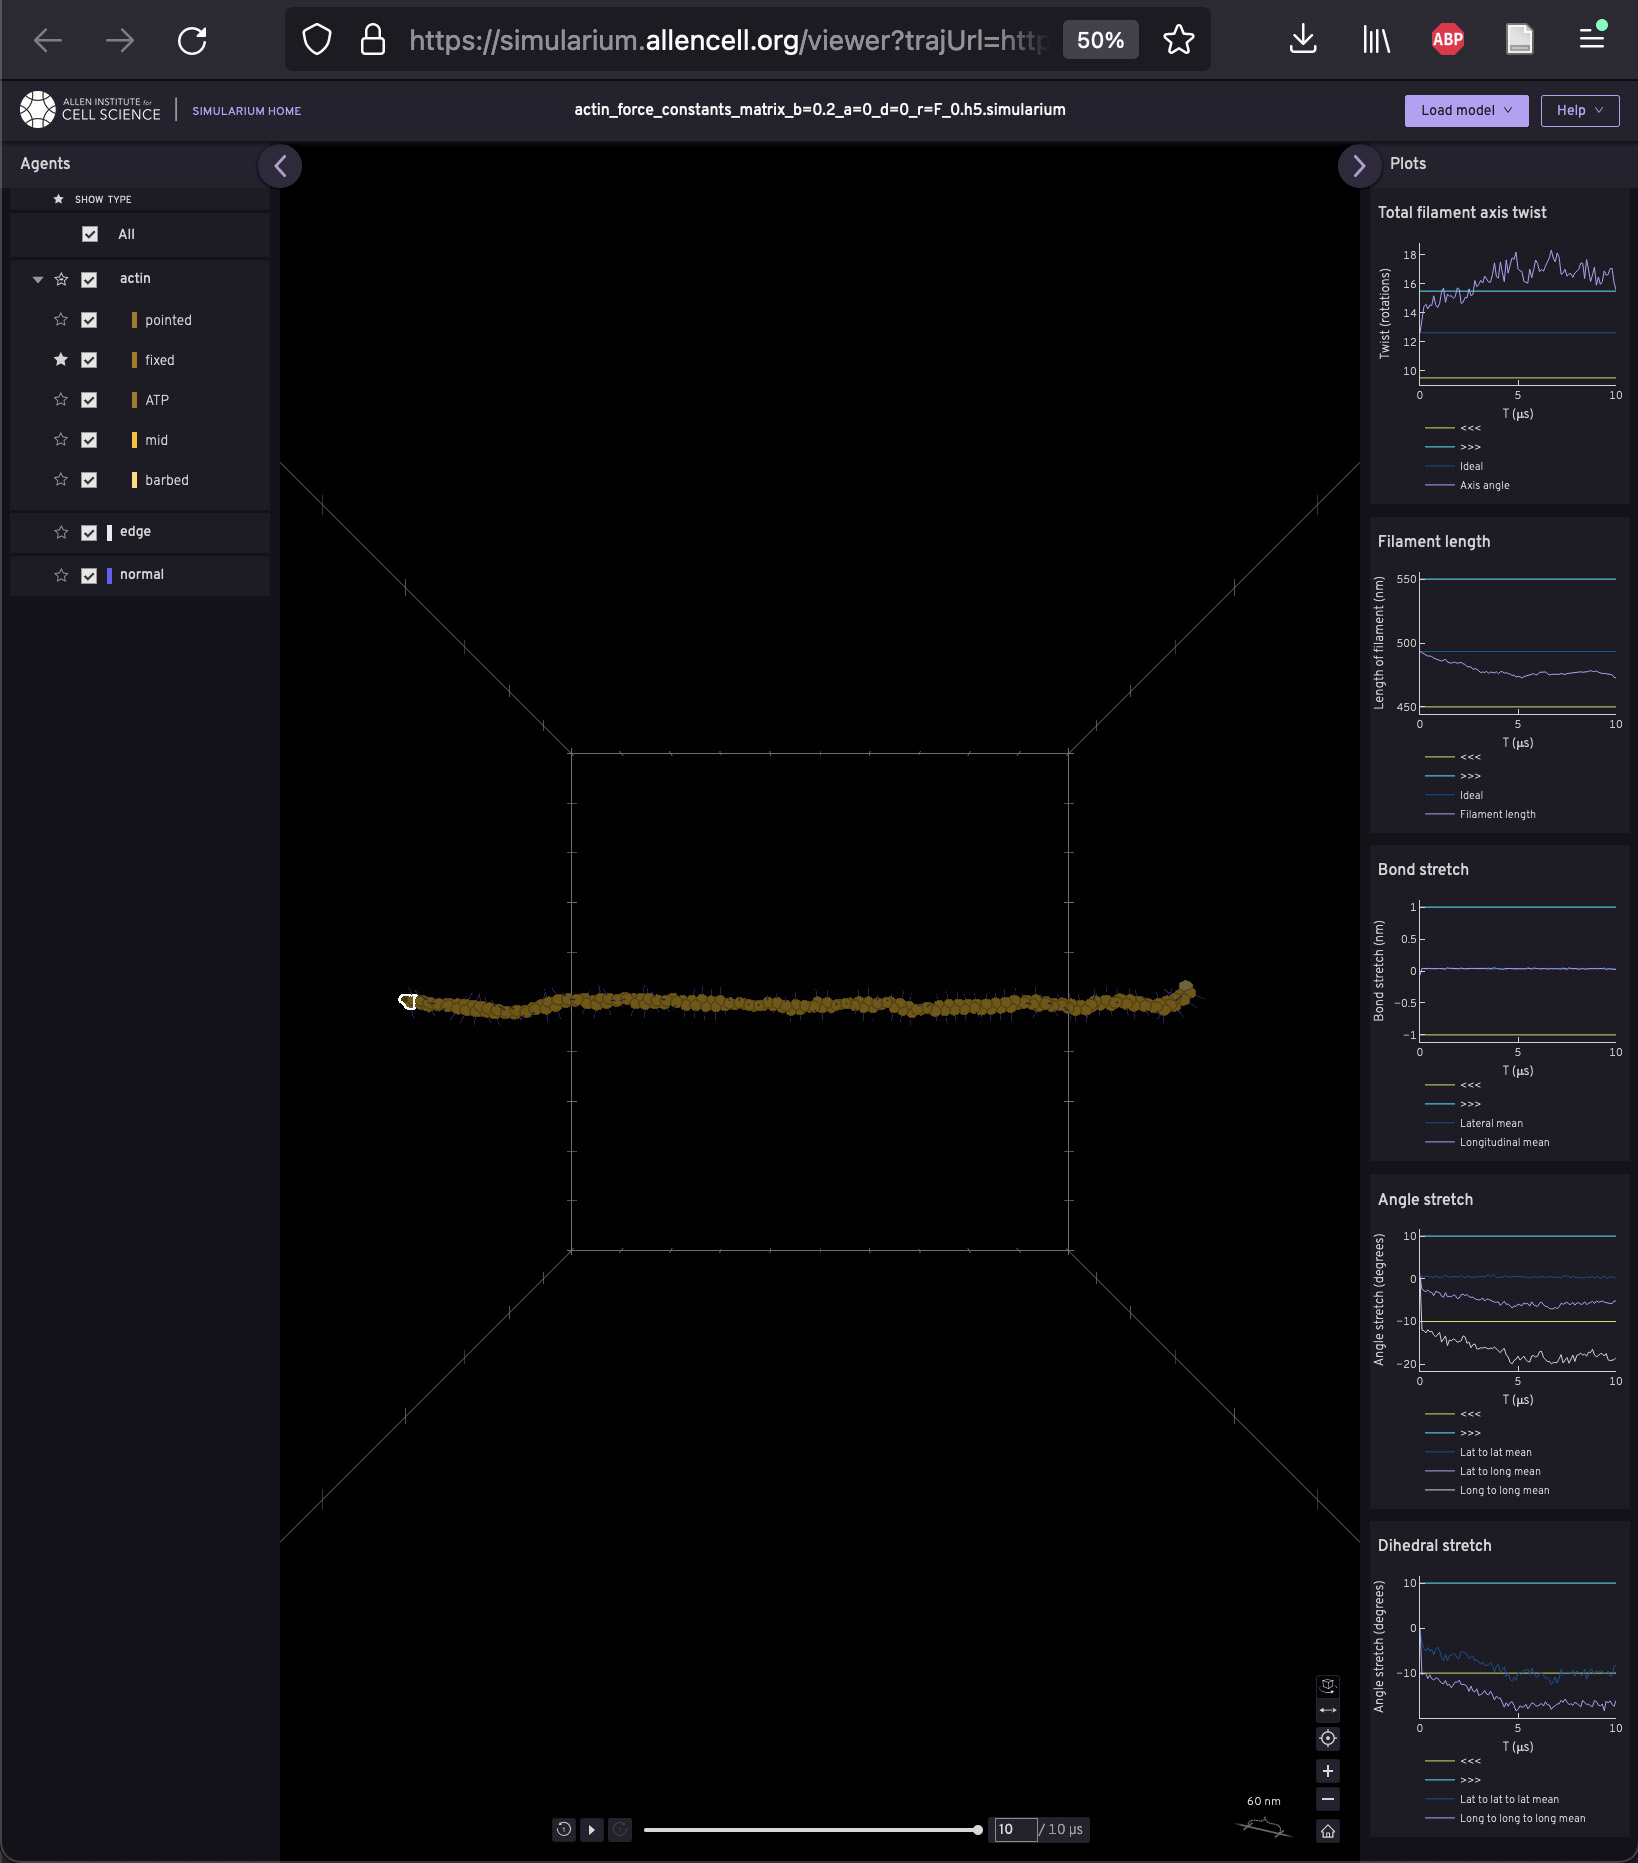 https://simularium.allencell.org/viewer?trajUrl=http
50%
ABP
ALLEN INSTITUTE for
CELL SCIENCE
SIMULARIUM HOME
actin_force_constants_matrix_b=0.2_a=0_d=0_r=F_0.h5.simularium
Load model
Help
Agents
SHOW TYPE
All
actin
pointed
fixed
ATP
mid
barbed
edge
normal
60 nm
10 / 10 μs
Plots
Total filament axis twist
Twist (rotations)
18
16
14
12
10
0 5 10
T (μs)
<<<
>>>
Ideal
Axis angle
Filament length
Length of filament (nm)
550
500
450
0 5 10
T (μs)
<<<
>>>
Ideal
Filament length
Bond stretch
Bond stretch (nm)
1
0.5
0
−0.5
−1
0 5 10
T (μs)
<<<
>>>
Lateral mean
Longitudinal mean
Angle stretch
Angle stretch (degrees)
10
0
−10
−20
0 5 10
T (μs)
<<<
>>>
Lat to lat mean
Lat to long mean
Long to long mean
Dihedral stretch
Angle stretch (degrees)
10
0
−10
0 5 10
T (μs)
<<<
>>>
Lat to lat to lat mean
Long to long to long mean